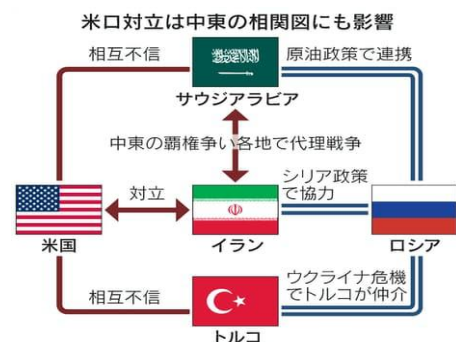 米ロ対立は中東の相関図にも影響
相互不信
原油政策で連携
サウジアラビア
中東の覇権争い各地で代理戦争
対立
シリア政策
で協力
米国
イラン
ロシア
相互不信
ウクライナ危機
でトルコが仲介
トルコ